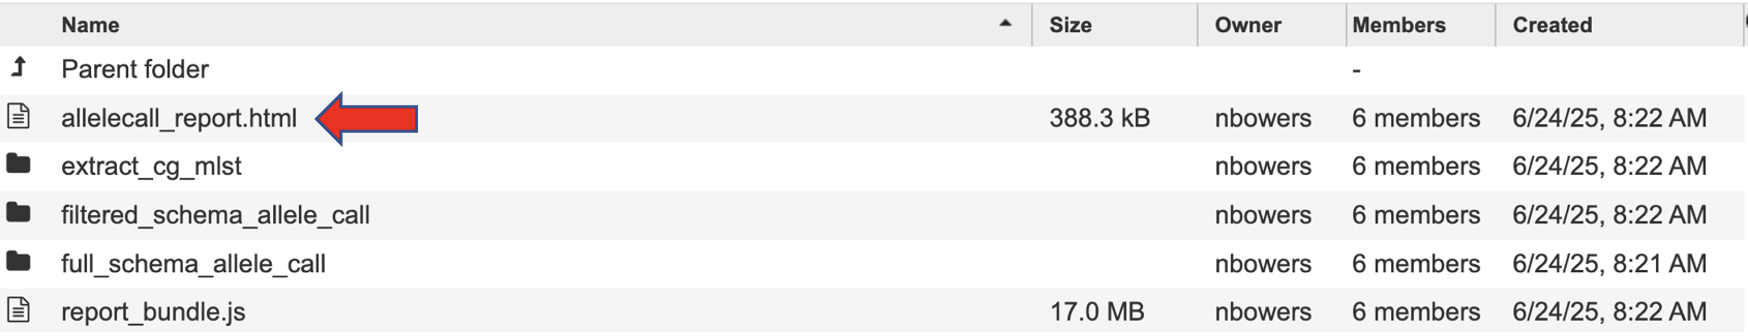 Name Size Owner Members Created
Parent folder -
allelecall_report.html 388.3 kB nbowers 6 members 6/24/25, 8:22 AM
extract_cg_mlst nbowers 6 members 6/24/25, 8:22 AM
filtered_schema_allele_call nbowers 6 members 6/24/25, 8:22 AM
full_schema_allele_call nbowers 6 members 6/24/25, 8:21 AM
report_bundle.js 17.0 MB nbowers 6 members 6/24/25, 8:22 AM